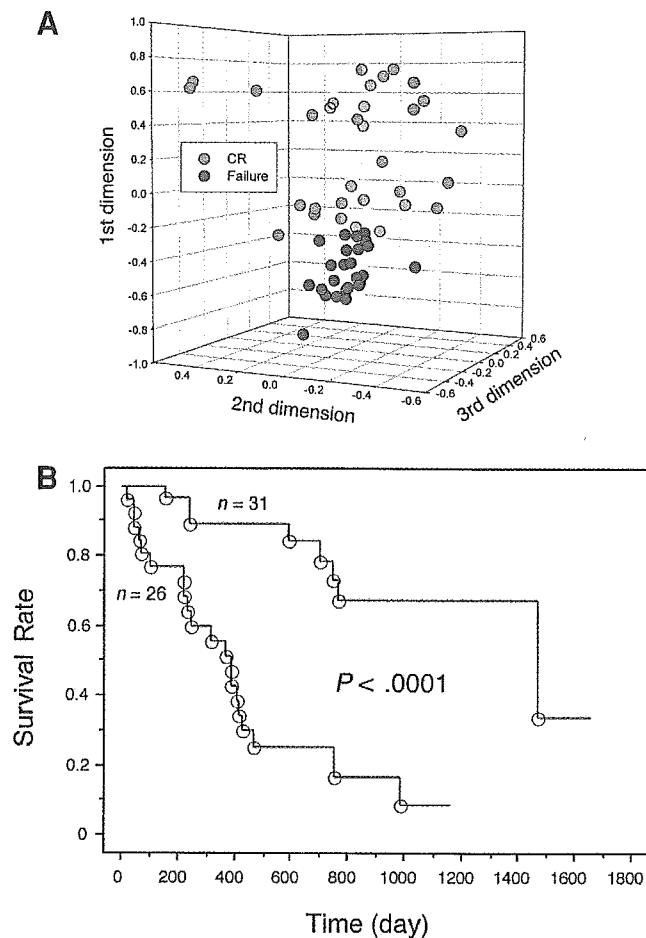 A
1.0
0.8
0.6
0.4
0.2
0.0
-0.2
-0.4
-0.6
-0.8
-1.0
1st dimension
CR
Failure
0.4
0.2
0.0
-0.2
-0.4
-0.6
2nd dimension
-0.6
-0.4
-0.2
0.0
0.2
0.4
0.6
3rd dimension
B
1.0
0.8
0.6
0.4
0.2
0
Survival Rate
n = 31
n = 26
P < .0001
0 200 400 600 800 1000 1200 1400 1600 1800
Time (day)